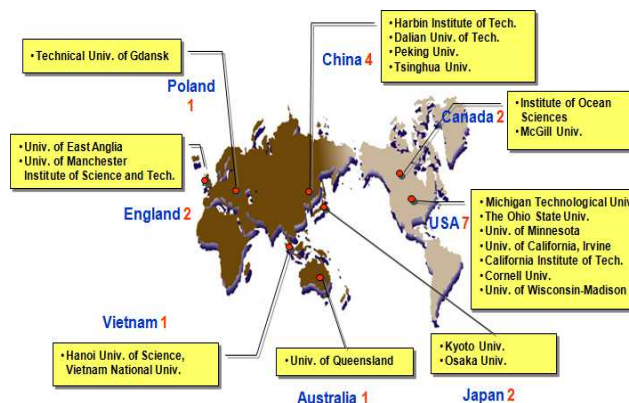 • Harbin Institute of Tech.
• Dalian Univ. of Tech.
• Peking Univ.
• Tsinghua Univ.
China 4
• Technical Univ. of Gdansk
Poland
1
• Institute of Ocean
Sciences
• McGill Univ.
Canada 2
• Univ. of East Anglia
• Univ. of Manchester
Institute of Science and Tech.
England 2
• Michigan Technological Univ.
• The Ohio State Univ.
• Univ. of Minnesota
• Univ. of California, Irvine
• California Institute of Tech.
• Cornell Univ.
• Univ. of Wisconsin-Madison
USA 7
Vietnam 1
• Hanoi Univ. of Science,
Vietnam National Univ.
• Univ. of Queensland
Australia 1
• Kyoto Univ.
• Osaka Univ.
Japan 2